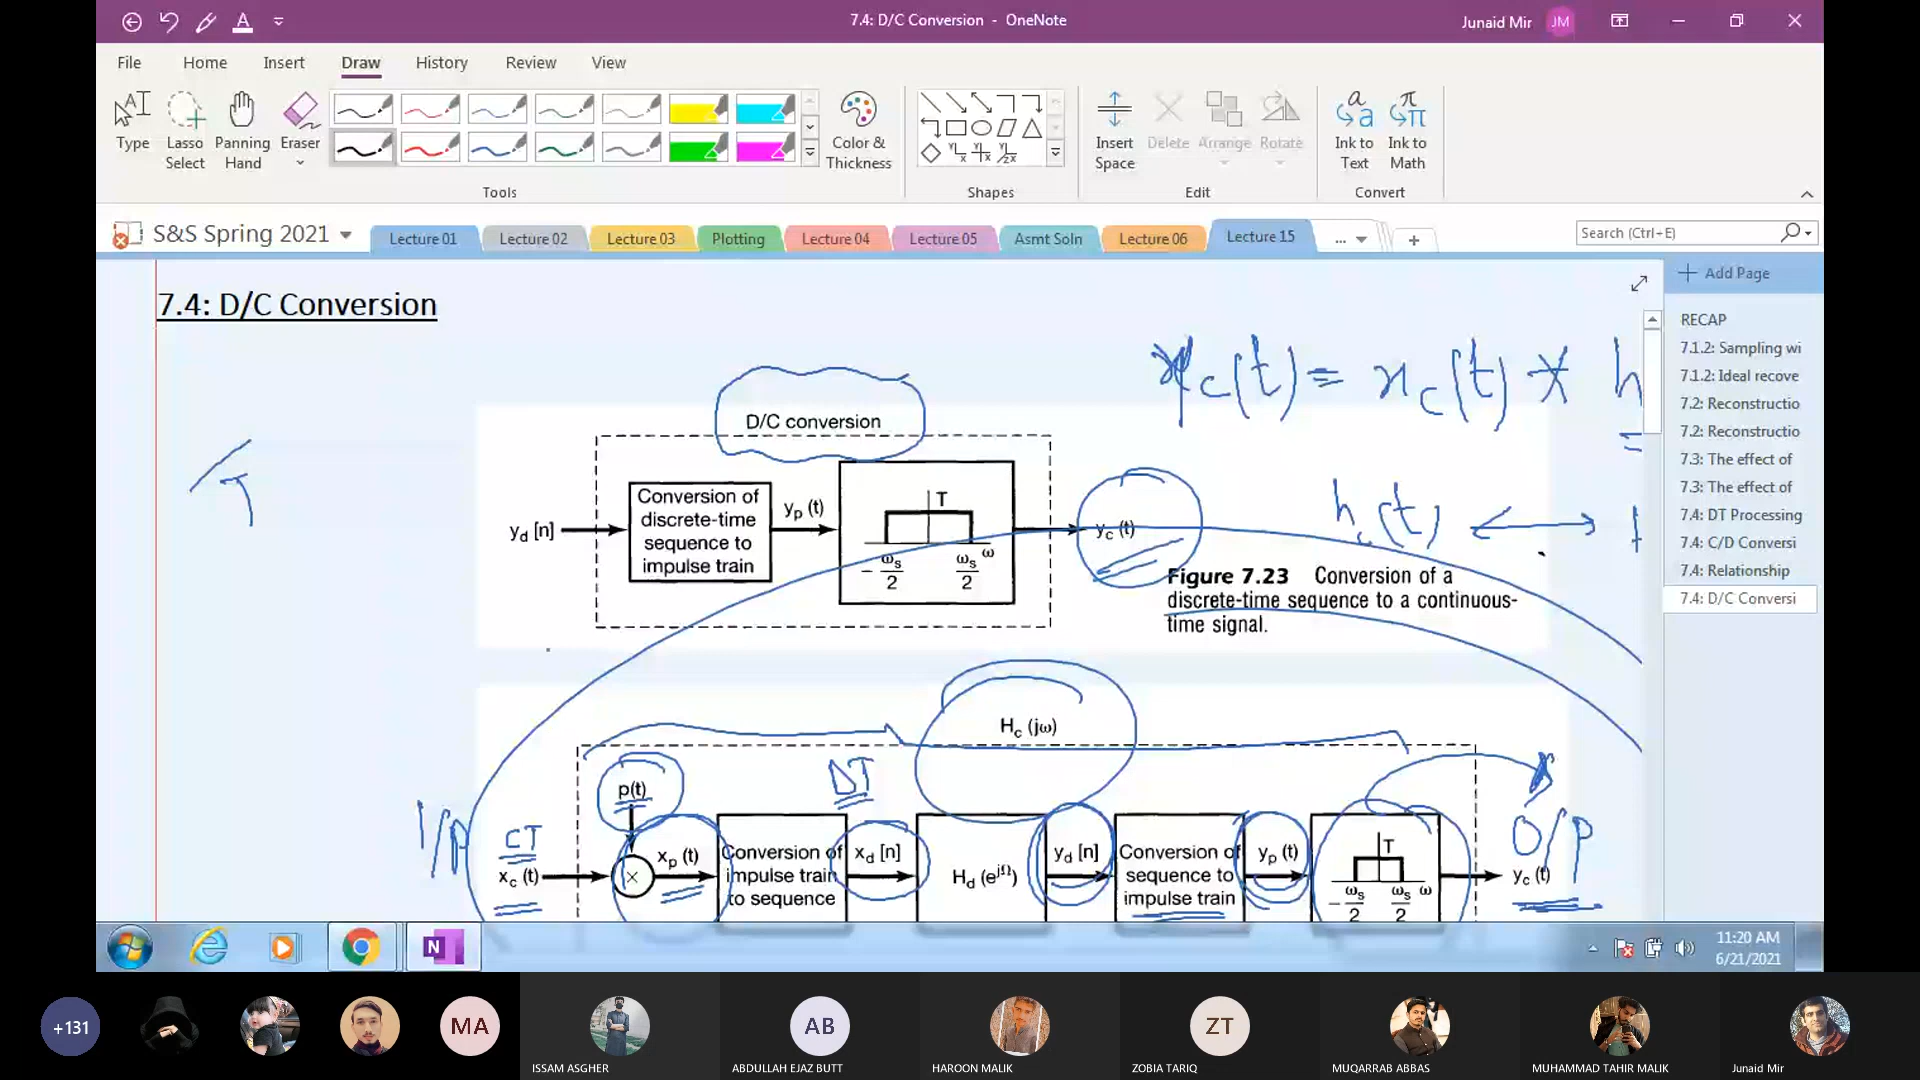 7.4: D/C Conversion - OneNote
Junaid Mir JM
File Home Insert Draw History Review View
Type
Lasso Select
Panning Hand
Eraser
Color & Thickness
Insert Space
Delete
Arrange
Rotate
Ink to Text
Ink to Math
Tools Shapes Edit Convert
S&S Spring 2021
Lecture 01 Lecture 02 Lecture 03 Plotting Lecture 04 Lecture 05 Asmt Soln Lecture 06 Lecture 15 ... +
Search (Ctrl+E)
Add Page
RECAP
7.1.2: Sampling wi
7.1.2: Ideal recove
7.2: Reconstructio
7.2: Reconstructio
7.3: The effect of
7.3: The effect of
7.4: DT Processing
7.4: C/D Conversi
7.4: Relationship
7.4: D/C Conversi
7.4: D/C Conversion
yc(t) = xc(t) * h
=
D/C conversion
yd [n]
Conversion of
discrete-time
sequence to
impulse train
yp (t)
T
-ωs/2 ωs/2 ω
yc (t)
hc(t) ↔
Figure 7.23 Conversion of a
discrete-time sequence to a continuous-
time signal.
Hc (jω)
I/P
CT
xc (t)
p(t)
×
xp (t)
Conversion of
impulse train
to sequence
DT
xd [n]
Hd (e^jΩ)
yd [n]
Conversion of
sequence to
impulse train
yp (t)
T
-ωs/2 ωs/2 ω
O/P
yc (t)
11:20 AM
6/21/2021
+131
MA
AB
ZT
ISSAM ASGHER
ABDULLAH EJAZ BUTT
HAROON MALIK
ZOBIA TARIQ
MUQARRAB ABBAS
MUHAMMAD TAHIR MALIK
Junaid Mir